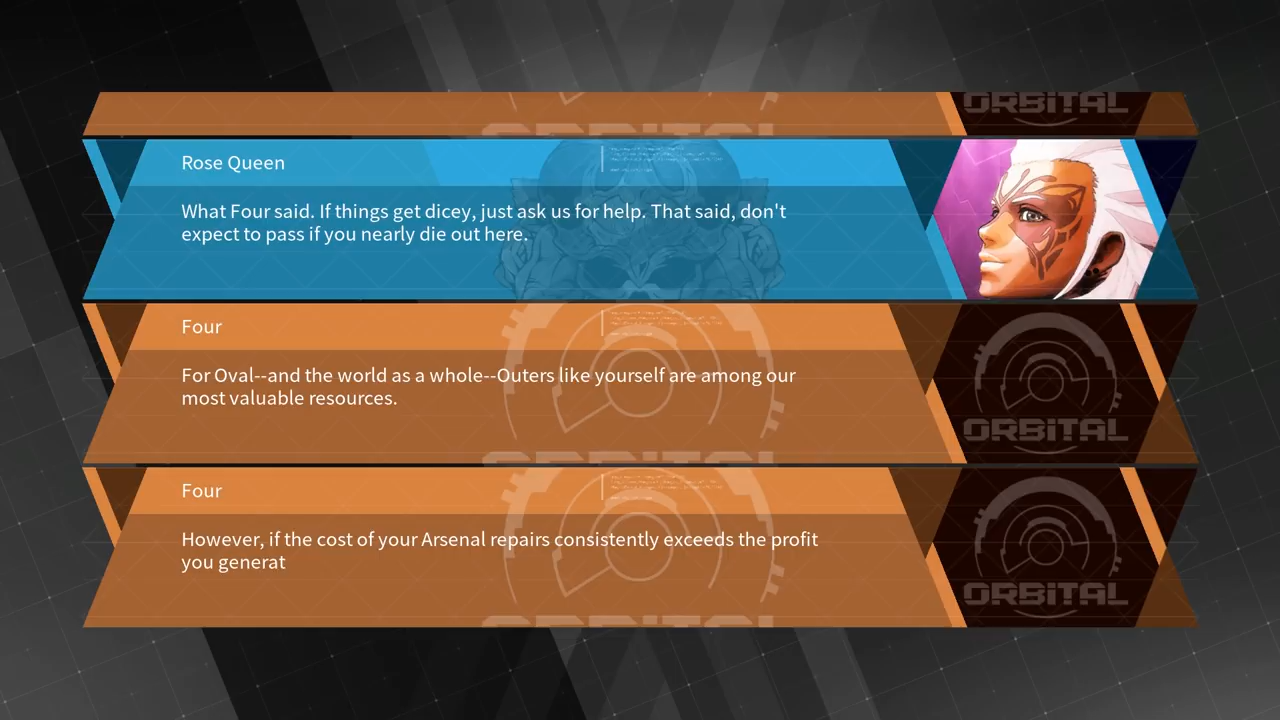 ORBITAL
ORBITAL
Rose Queen
What Four said. If things get dicey, just ask us for help. That said, don't
expect to pass if you nearly die out here.
Four
For Oval--and the world as a whole--Outers like yourself are among our
most valuable resources.
ORBITAL
ORBITAL
Four
However, if the cost of your Arsenal repairs consistently exceeds the profit
you generat
ORBITAL
ORBITAL